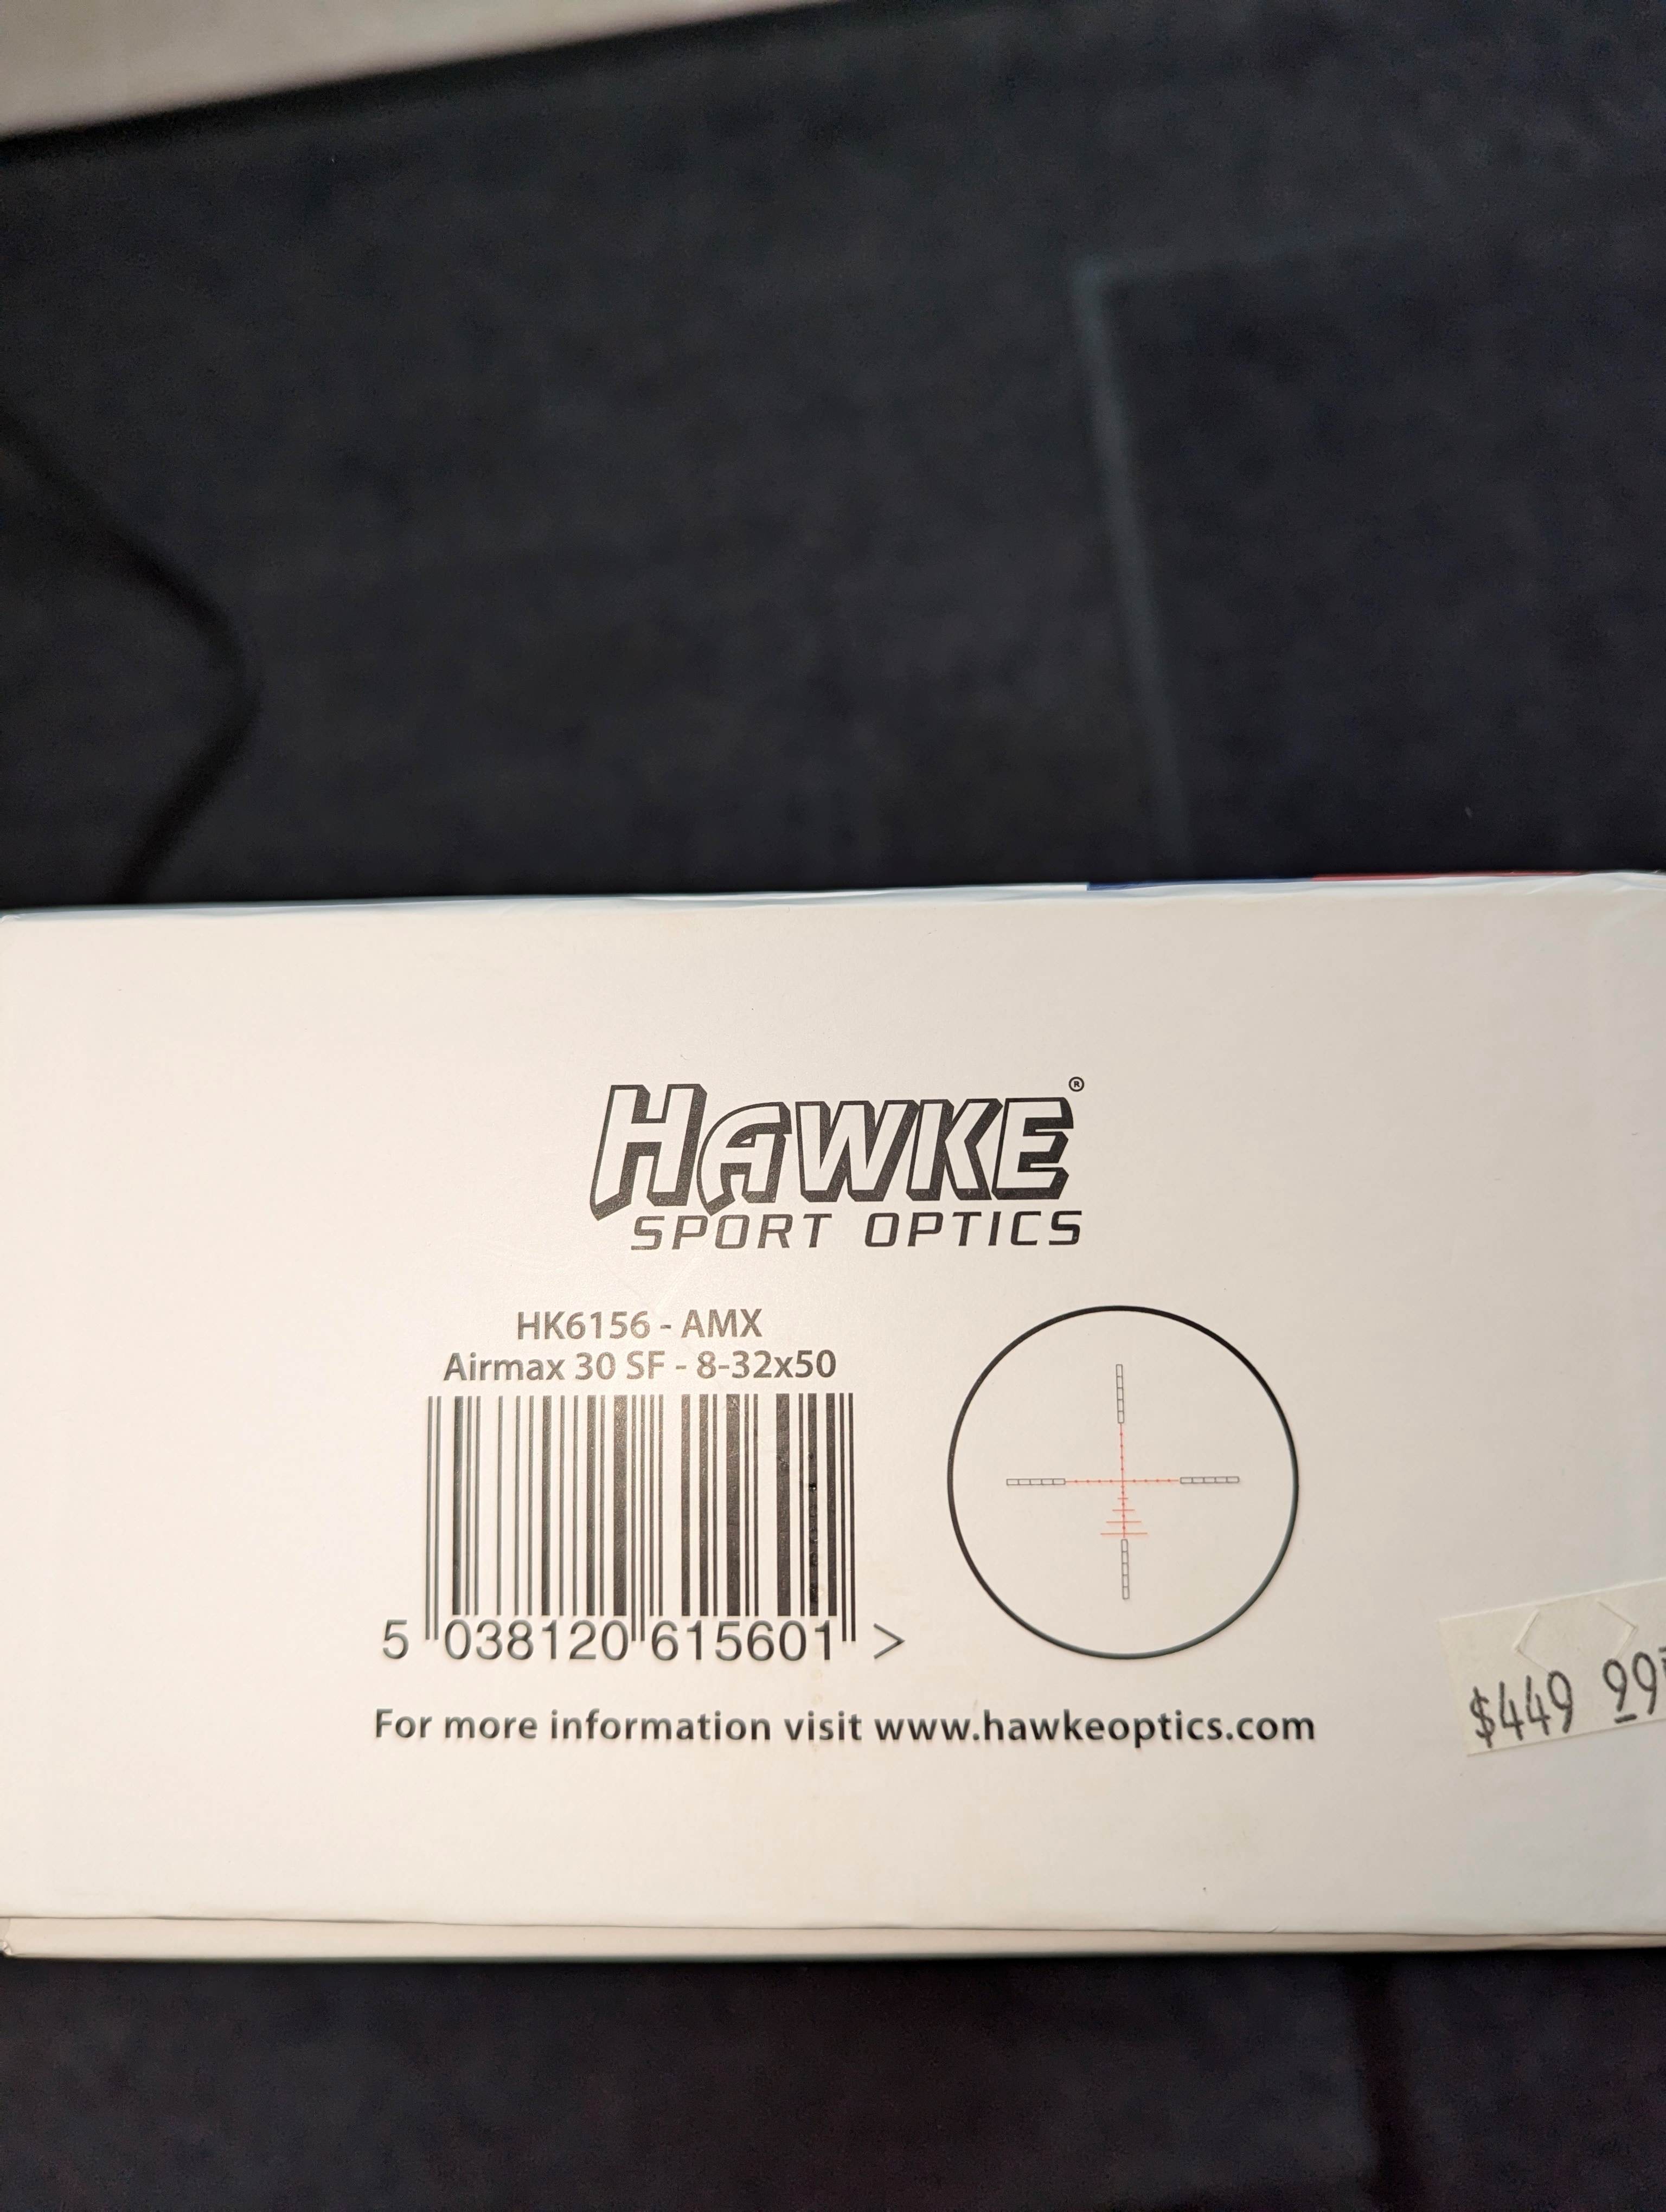 HAWKE®
SPORT OPTICS
HK6156 - AMX
Airmax 30 SF - 8-32x50
5 038120 615601 >
For more information visit www.hawkeoptics.com
$449 99